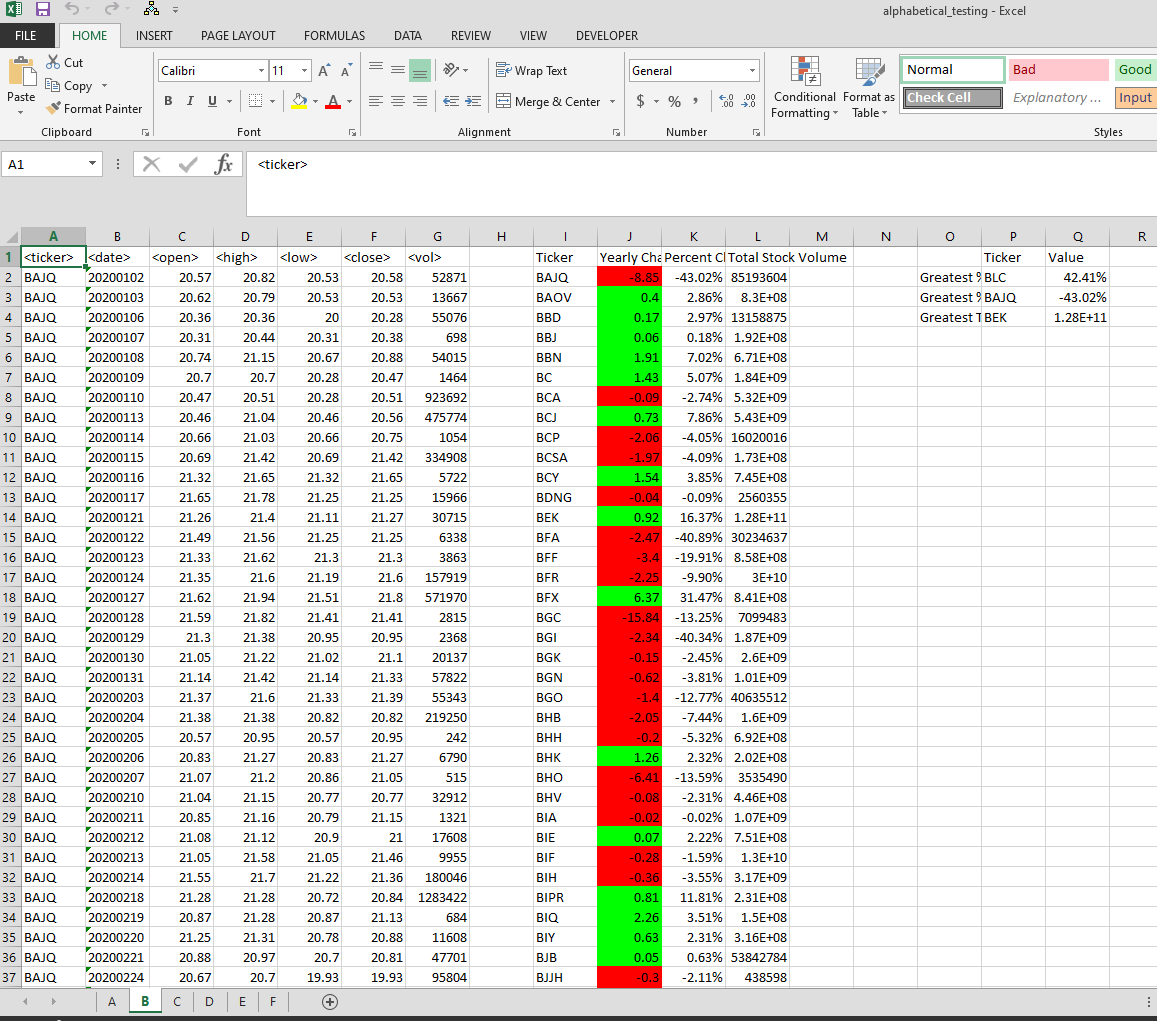 alphabetical_testing - Excel
FILE HOME INSERT PAGE LAYOUT FORMULAS DATA REVIEW VIEW DEVELOPER
Cut
Copy
Format Painter
Paste
Clipboard
Calibri 11
B I U
Font
Wrap Text
Merge & Center
Alignment
General
$ % ,
Number
Conditional Formatting
Format as Table
Normal Bad Good
Check Cell Explanatory ... Input
Styles
A1 fx <ticker>
A B C D E F G H I J K L M N O P Q R
1 <ticker> <date> <open> <high> <low> <close> <vol> Ticker Yearly Cha Percent Cl Total Stock Volume Ticker Value
2 BAJQ 20200102 20.57 20.82 20.53 20.58 52871 BAJQ -8.85 -43.02% 85193604 Greatest % BLC 42.41%
3 BAJQ 20200103 20.62 20.79 20.53 20.53 13667 BAOV 0.4 2.86% 8.3E+08 Greatest % BAJQ -43.02%
4 BAJQ 20200106 20.36 20.36 20 20.28 55076 BBD 0.17 2.97% 13158875 Greatest T BEK 1.28E+11
5 BAJQ 20200107 20.31 20.44 20.31 20.38 698 BBJ 0.06 0.18% 1.92E+08
6 BAJQ 20200108 20.74 21.15 20.67 20.88 54015 BBN 1.91 7.02% 6.71E+08
7 BAJQ 20200109 20.7 20.7 20.28 20.47 1464 BC 1.43 5.07% 1.84E+09
8 BAJQ 20200110 20.47 20.51 20.28 20.51 923692 BCA -0.09 -2.74% 5.32E+09
9 BAJQ 20200113 20.46 21.04 20.46 20.56 475774 BCJ 0.73 7.86% 5.43E+09
10 BAJQ 20200114 20.66 21.03 20.66 20.75 1054 BCP -2.06 -4.05% 16020016
11 BAJQ 20200115 20.69 21.42 20.69 21.42 334908 BCSA -1.97 -4.09% 1.73E+08
12 BAJQ 20200116 21.32 21.65 21.32 21.65 5722 BCY 1.54 3.85% 7.45E+08
13 BAJQ 20200117 21.65 21.78 21.25 21.25 15966 BDNG -0.04 -0.09% 2560355
14 BAJQ 20200121 21.26 21.4 21.11 21.27 30715 BEK 0.92 16.37% 1.28E+11
15 BAJQ 20200122 21.49 21.56 21.25 21.25 6338 BFA -2.47 -40.89% 30234637
16 BAJQ 20200123 21.33 21.62 21.3 21.3 3863 BFF -3.4 -19.91% 8.58E+08
17 BAJQ 20200124 21.35 21.6 21.19 21.6 157919 BFR -2.25 -9.90% 3E+10
18 BAJQ 20200127 21.62 21.94 21.51 21.8 571970 BFX 6.37 31.47% 8.41E+08
19 BAJQ 20200128 21.59 21.82 21.41 21.41 2815 BGC -15.84 -13.25% 7099483
20 BAJQ 20200129 21.3 21.38 20.95 20.95 2368 BGI -2.34 -40.34% 1.87E+09
21 BAJQ 20200130 21.05 21.22 21.02 21.1 20137 BGK -0.15 -2.45% 2.6E+09
22 BAJQ 20200131 21.14 21.42 21.14 21.33 57822 BGN -0.62 -3.81% 1.01E+09
23 BAJQ 20200203 21.37 21.6 21.33 21.39 55343 BGO -1.4 -12.77% 40635512
24 BAJQ 20200204 21.38 21.38 20.82 20.82 219250 BHB -2.05 -7.44% 1.6E+09
25 BAJQ 20200205 20.57 20.95 20.57 20.95 242 BHH -0.2 -5.32% 6.92E+08
26 BAJQ 20200206 20.83 21.27 20.83 21.27 6790 BHK 1.26 2.32% 2.02E+08
27 BAJQ 20200207 21.07 21.2 20.86 21.05 515 BHO -6.41 -13.59% 3535490
28 BAJQ 20200210 21.04 21.15 20.77 20.77 32912 BHV -0.08 -2.31% 4.46E+08
29 BAJQ 20200211 20.85 21.16 20.79 21.15 1321 BIA -0.02 -0.02% 1.07E+09
30 BAJQ 20200212 21.08 21.12 20.9 21 17608 BIE 0.07 2.22% 7.51E+08
31 BAJQ 20200213 21.05 21.58 21.05 21.46 9955 BIF -0.28 -1.59% 1.3E+10
32 BAJQ 20200214 21.55 21.7 21.22 21.36 180046 BIH -0.36 -3.55% 3.17E+09
33 BAJQ 20200218 21.28 21.28 20.72 20.84 1283422 BIPR 0.81 11.81% 2.31E+08
34 BAJQ 20200219 20.87 21.28 20.87 21.13 684 BIQ 2.26 3.51% 1.5E+08
35 BAJQ 20200220 21.25 21.31 20.78 20.88 11608 BIY 0.63 2.31% 3.16E+08
36 BAJQ 20200221 20.88 20.97 20.7 20.81 47701 BJB 0.05 0.63% 53842784
37 BAJQ 20200224 20.67 20.7 19.93 19.93 95804 BJJH -0.3 -2.11% 438598
A B C D E F